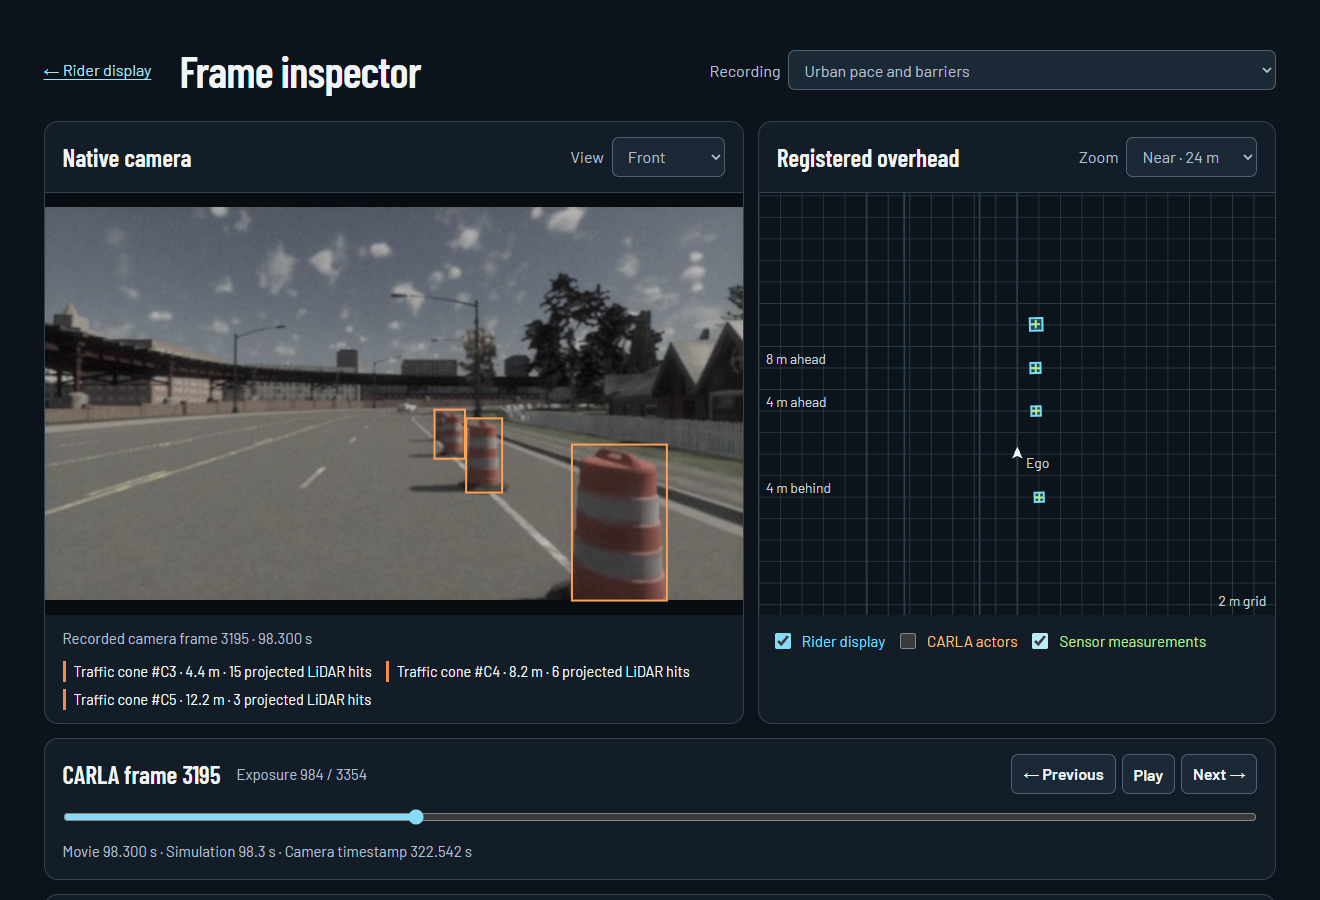 ← Rider display
Frame inspector
Recording
Urban pace and barriers
Native camera
View
Front
Registered overhead
Zoom
Near · 24 m
8 m ahead
4 m ahead
Ego
4 m behind
2 m grid
Recorded camera frame 3195 · 98.300 s
Traffic cone #C3 · 4.4 m · 15 projected LiDAR hits
Traffic cone #C4 · 8.2 m · 6 projected LiDAR hits
Traffic cone #C5 · 12.2 m · 3 projected LiDAR hits
Rider display
CARLA actors
Sensor measurements
CARLA frame 3195
Exposure 984 / 3354
← Previous
Play
Next →
Movie 98.300 s · Simulation 98.3 s · Camera timestamp 322.542 s